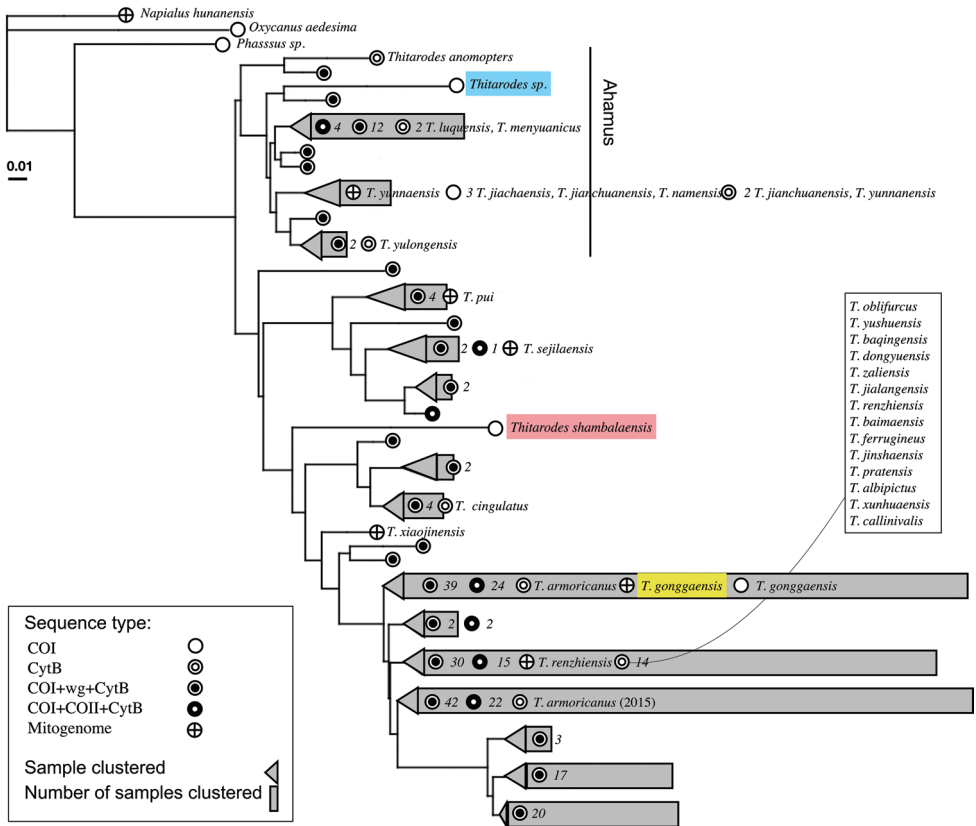 Napialus hunanensis
Oxycanus aedesima
Phasssus sp.
Thitarodes anomopters
Thitarodes sp.
4 12 2 T. luquensis, T. menyuanicus
Ahamus
0.01
T. yunnaensis 3 T. jiachaensis, T. jianchuanensis, T. namensis 2 T. jianchuanensis, T. yunnanensis
2 T. yulongensis
4 T. pui
2 1 T. sejilaensis
2
Thitarodes shambalaensis
2
4 T. cingulatus
T. xiaojinensis
39 24 T. armoricanus T. gonggaensis T. gonggaensis
2 2
30 15 T. renzhiensis 14
42 22 T. armoricanus (2015)
3
17
20
T. oblifurcus
T. yushuensis
T. baqingensis
T. dongyuensis
T. zaliensis
T. jialangensis
T. renzhiensis
T. baimaensis
T. ferrugineus
T. jinshaensis
T. pratensis
T. albipictus
T. xunhuaensis
T. callinivalis
Sequence type:
COI
CytB
COI+wg+CytB
COI+COII+CytB
Mitogenome
Sample clustered
Number of samples clustered